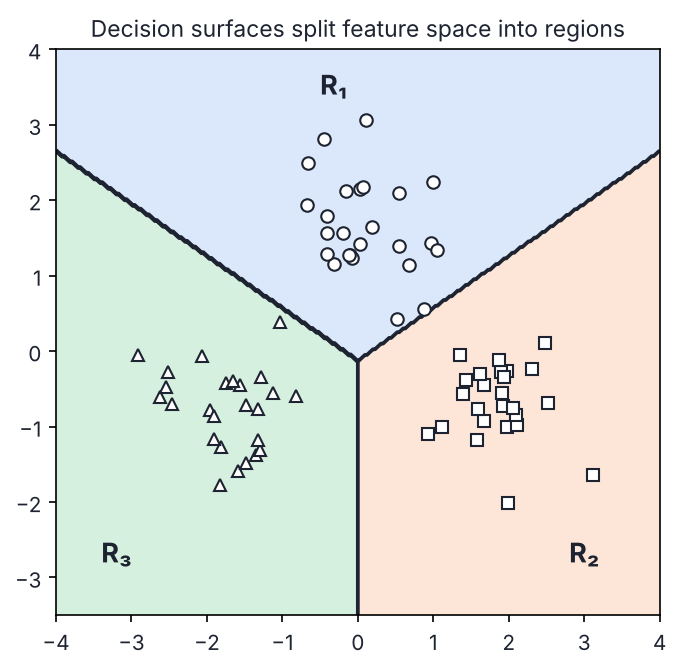 Decision surfaces split feature space into regions
4
R₁
3
2
1
0
−1
−2
R₃
R₂
−3
−4 −3 −2 −1 0 1 2 3 4